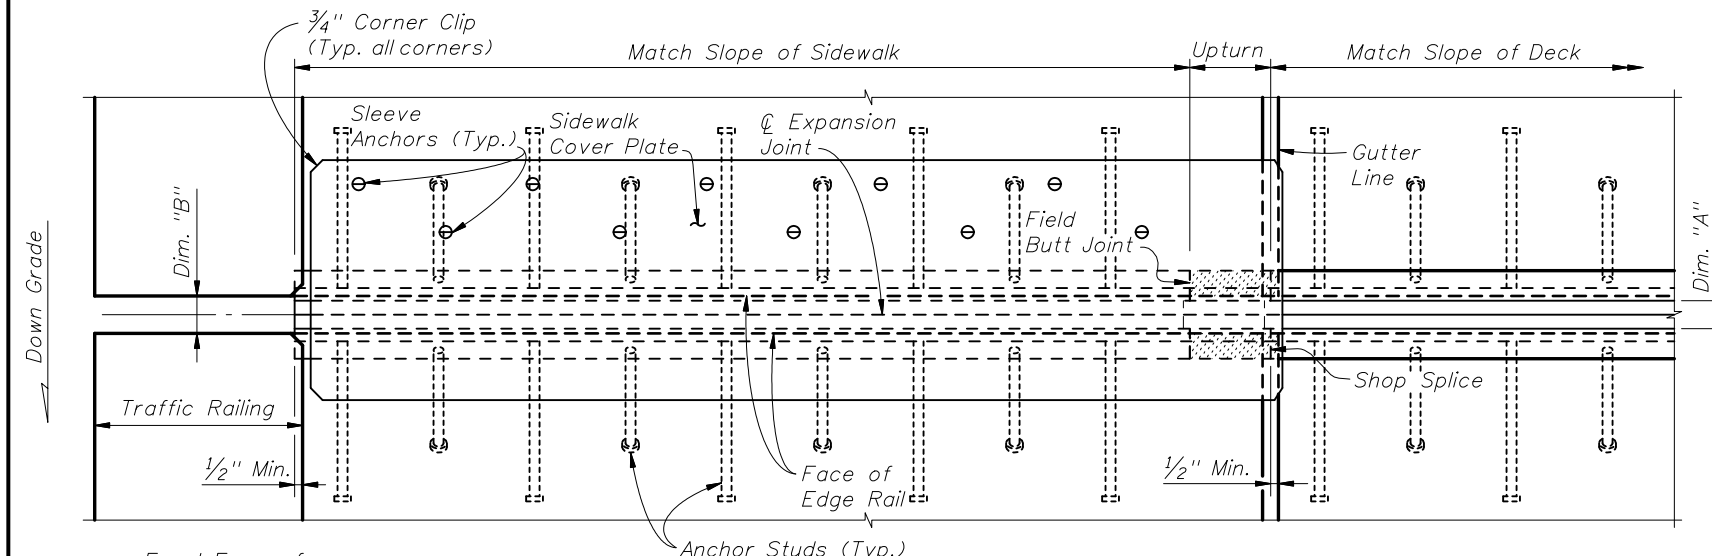 3/4" Corner Clip
(Typ. all corners)
Match Slope of Sidewalk
Upturn
Match Slope of Deck
Sleeve
Anchors (Typ.)
Sidewalk
Cover Plate
℄ Expansion
Joint
Gutter
Line
Dim. "B"
Field
Butt Joint
Dim. "A"
Down Grade
Traffic Railing
Shop Splice
1/2" Min.
Face of
Edge Rail
1/2" Min.
Anchor Studs (Typ.)